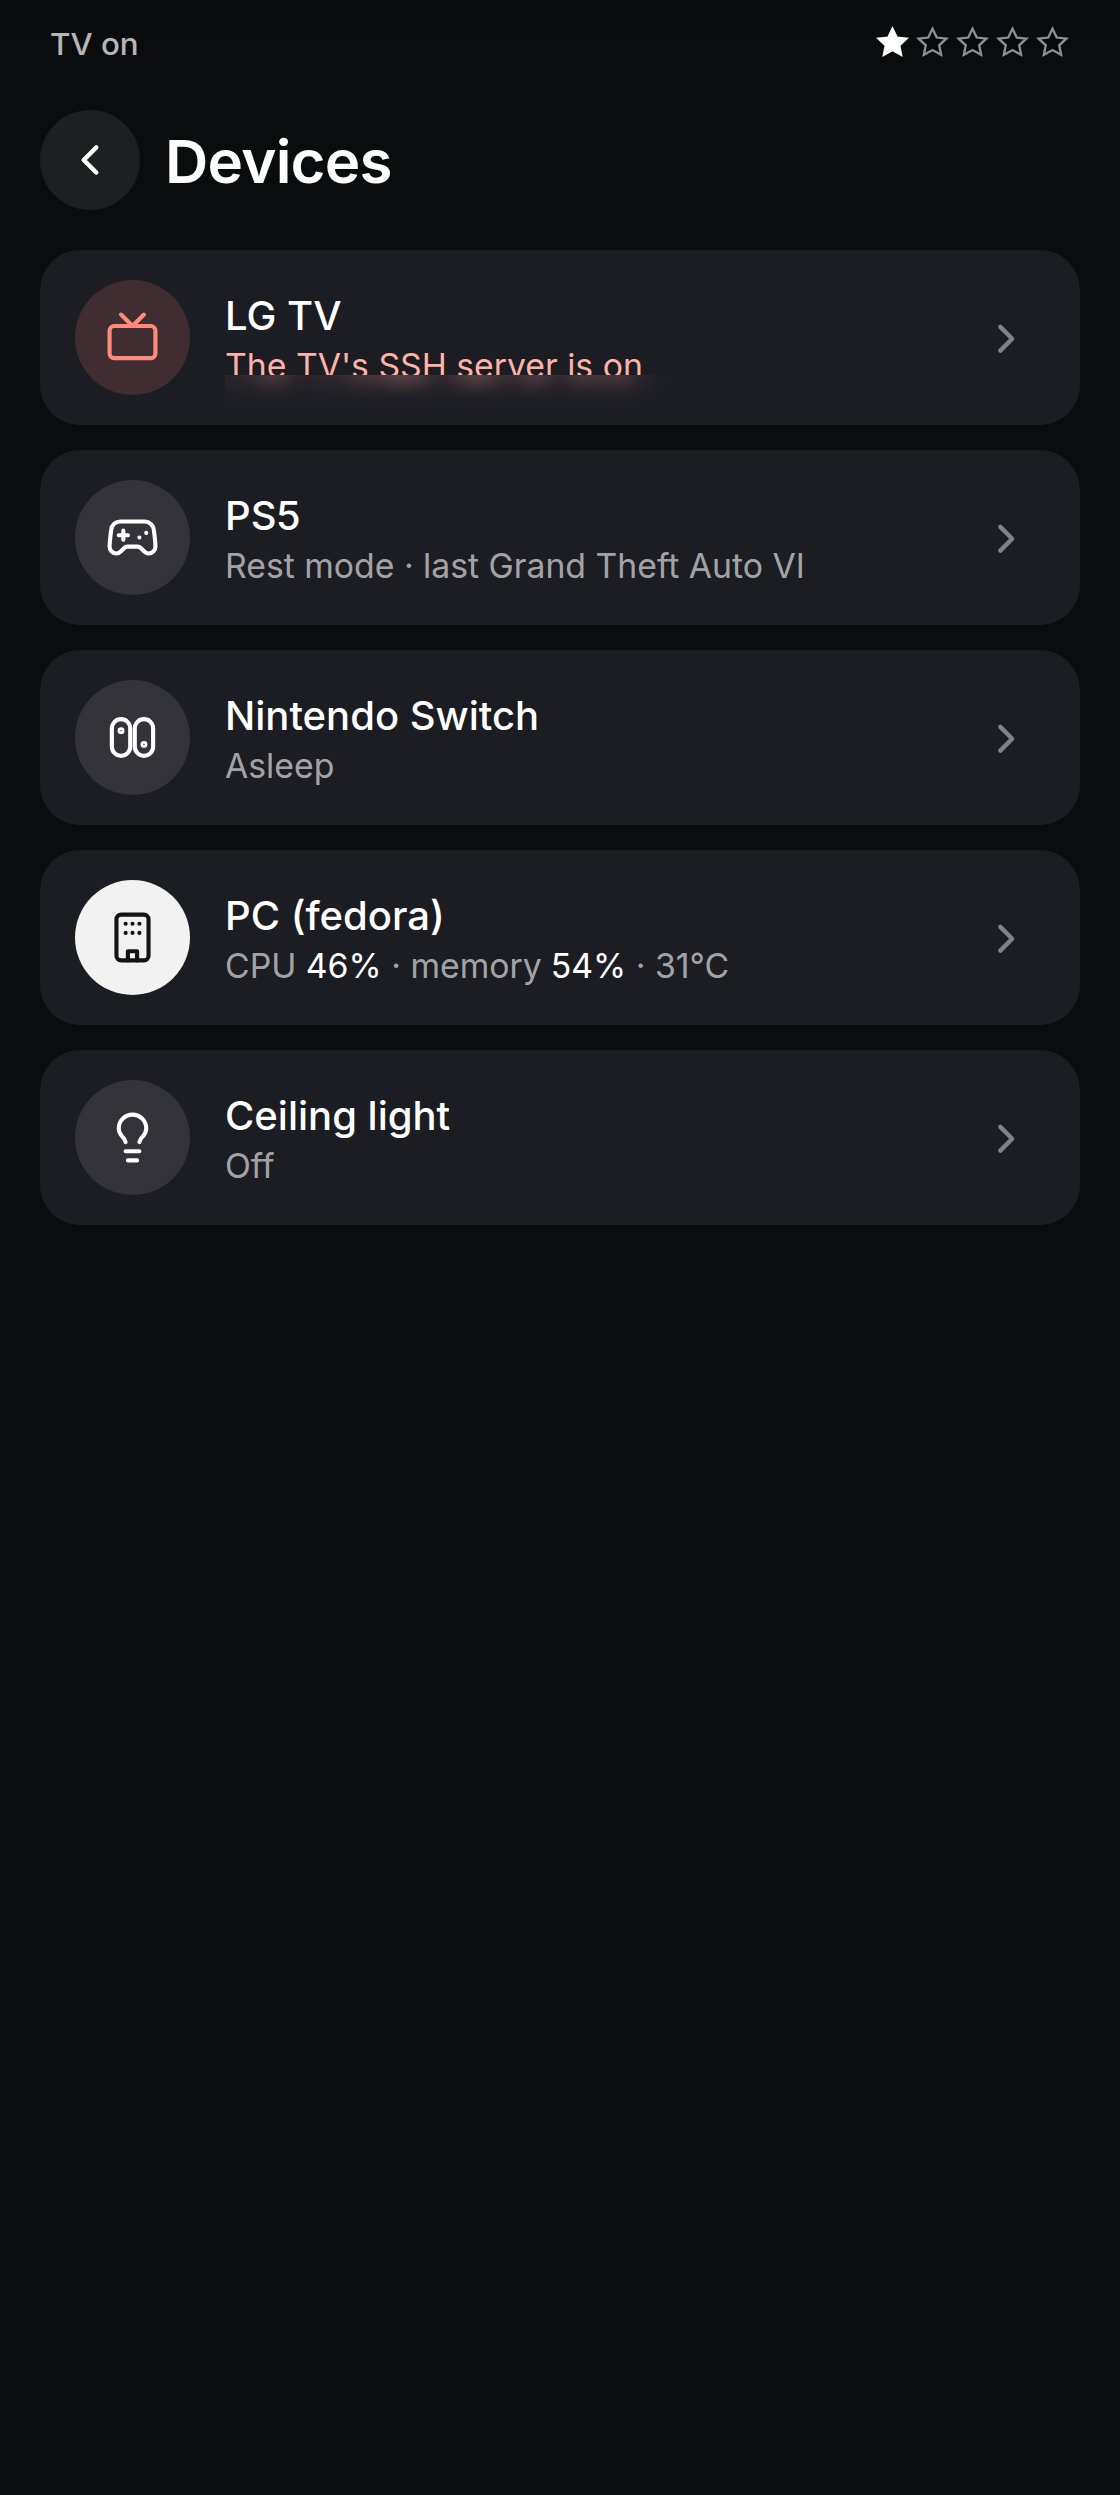 TV on
Devices
LG TV
The TV's SSH server is on
PS5
Rest mode · last Grand Theft Auto VI
Nintendo Switch
Asleep
PC (fedora)
CPU 46% · memory 54% · 31°C
Ceiling light
Off